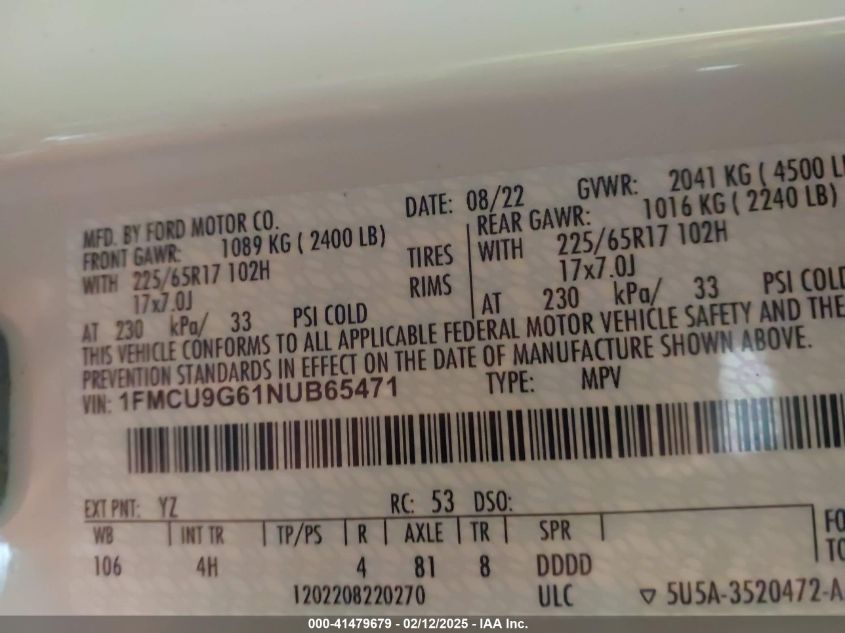 MFD. BY FORD MOTOR CO. DATE: 08/22 GVWR: 2041 KG ( 4500
FRONT GAWR: 1089 KG ( 2400 LB) REAR GAWR: 1016 KG ( 2240 LB)
WITH 225/65R17 102H TIRES WITH 225/65R17 102H
17x7.0J RIMS 17x7.0J
AT 230 kPa/ 33 PSI COLD AT 230 kPa/ 33 PSI COLD
THIS VEHICLE CONFORMS TO ALL APPLICABLE FEDERAL MOTOR VEHICLE SAFETY AND THE
PREVENTION STANDARDS IN EFFECT ON THE DATE OF MANUFACTURE SHOWN ABOVE.
VIN: 1FMCU9G61NUB65471 TYPE: MPV
EXT PNT: YZ RC: 53 DSO:
WB INT TR TP/PS R AXLE TR SPR
106 4H 4 81 8 DDDD
1202208220270 ULC ▽ 5U5A-3520472-A
000-41479679 - 02/12/2025 - IAA Inc.